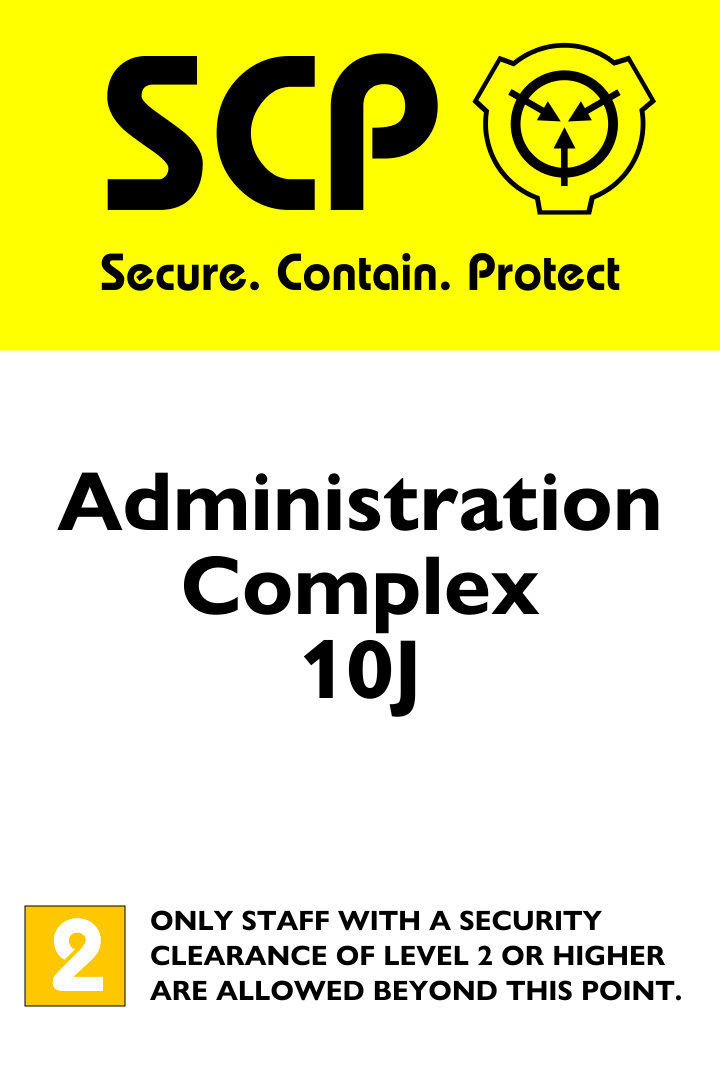 SCP
Secure. Contain. Protect
Administration
Complex
10J
2
ONLY STAFF WITH A SECURITY
CLEARANCE OF LEVEL 2 OR HIGHER
ARE ALLOWED BEYOND THIS POINT.